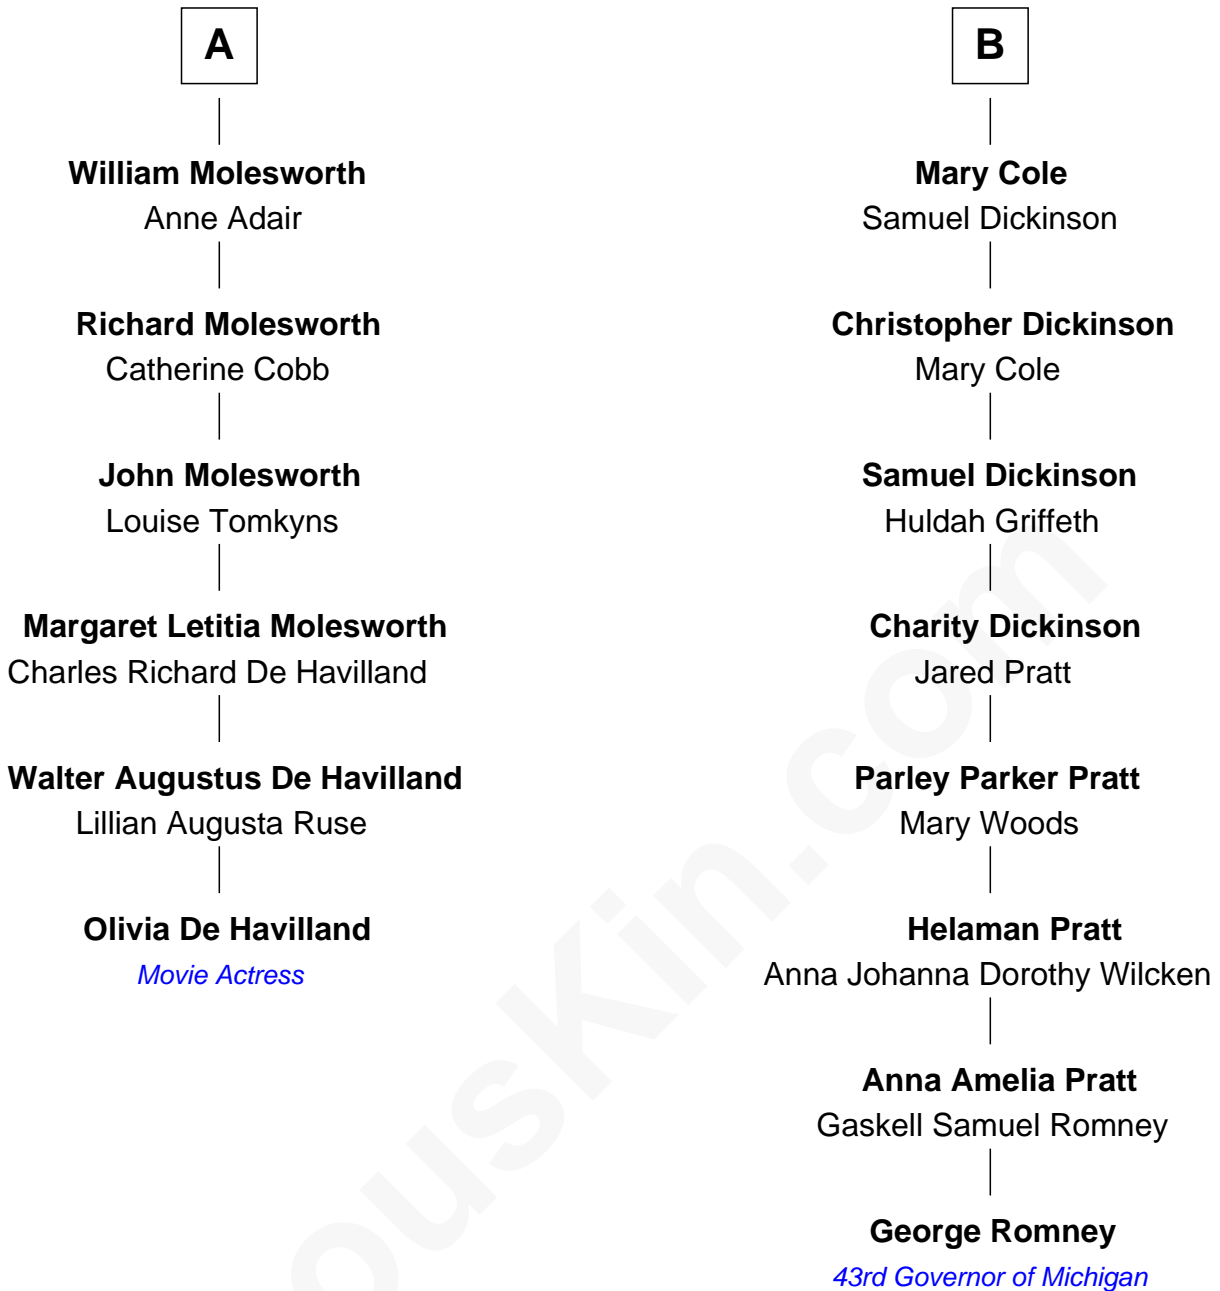 A
William Molesworth
Anne Adair
Richard Molesworth
Catherine Cobb
John Molesworth
Louise Tomkyns
Margaret Letitia Molesworth
Charles Richard De Havilland
Walter Augustus De Havilland
Lillian Augusta Ruse
Olivia De Havilland
Movie Actress
B
Mary Cole
Samuel Dickinson
Christopher Dickinson
Mary Cole
Samuel Dickinson
Huldah Griffeth
Charity Dickinson
Jared Pratt
Parley Parker Pratt
Mary Woods
Helaman Pratt
Anna Johanna Dorothy Wilcken
Anna Amelia Pratt
Gaskell Samuel Romney
George Romney
43rd Governor of Michigan
ousKin.com